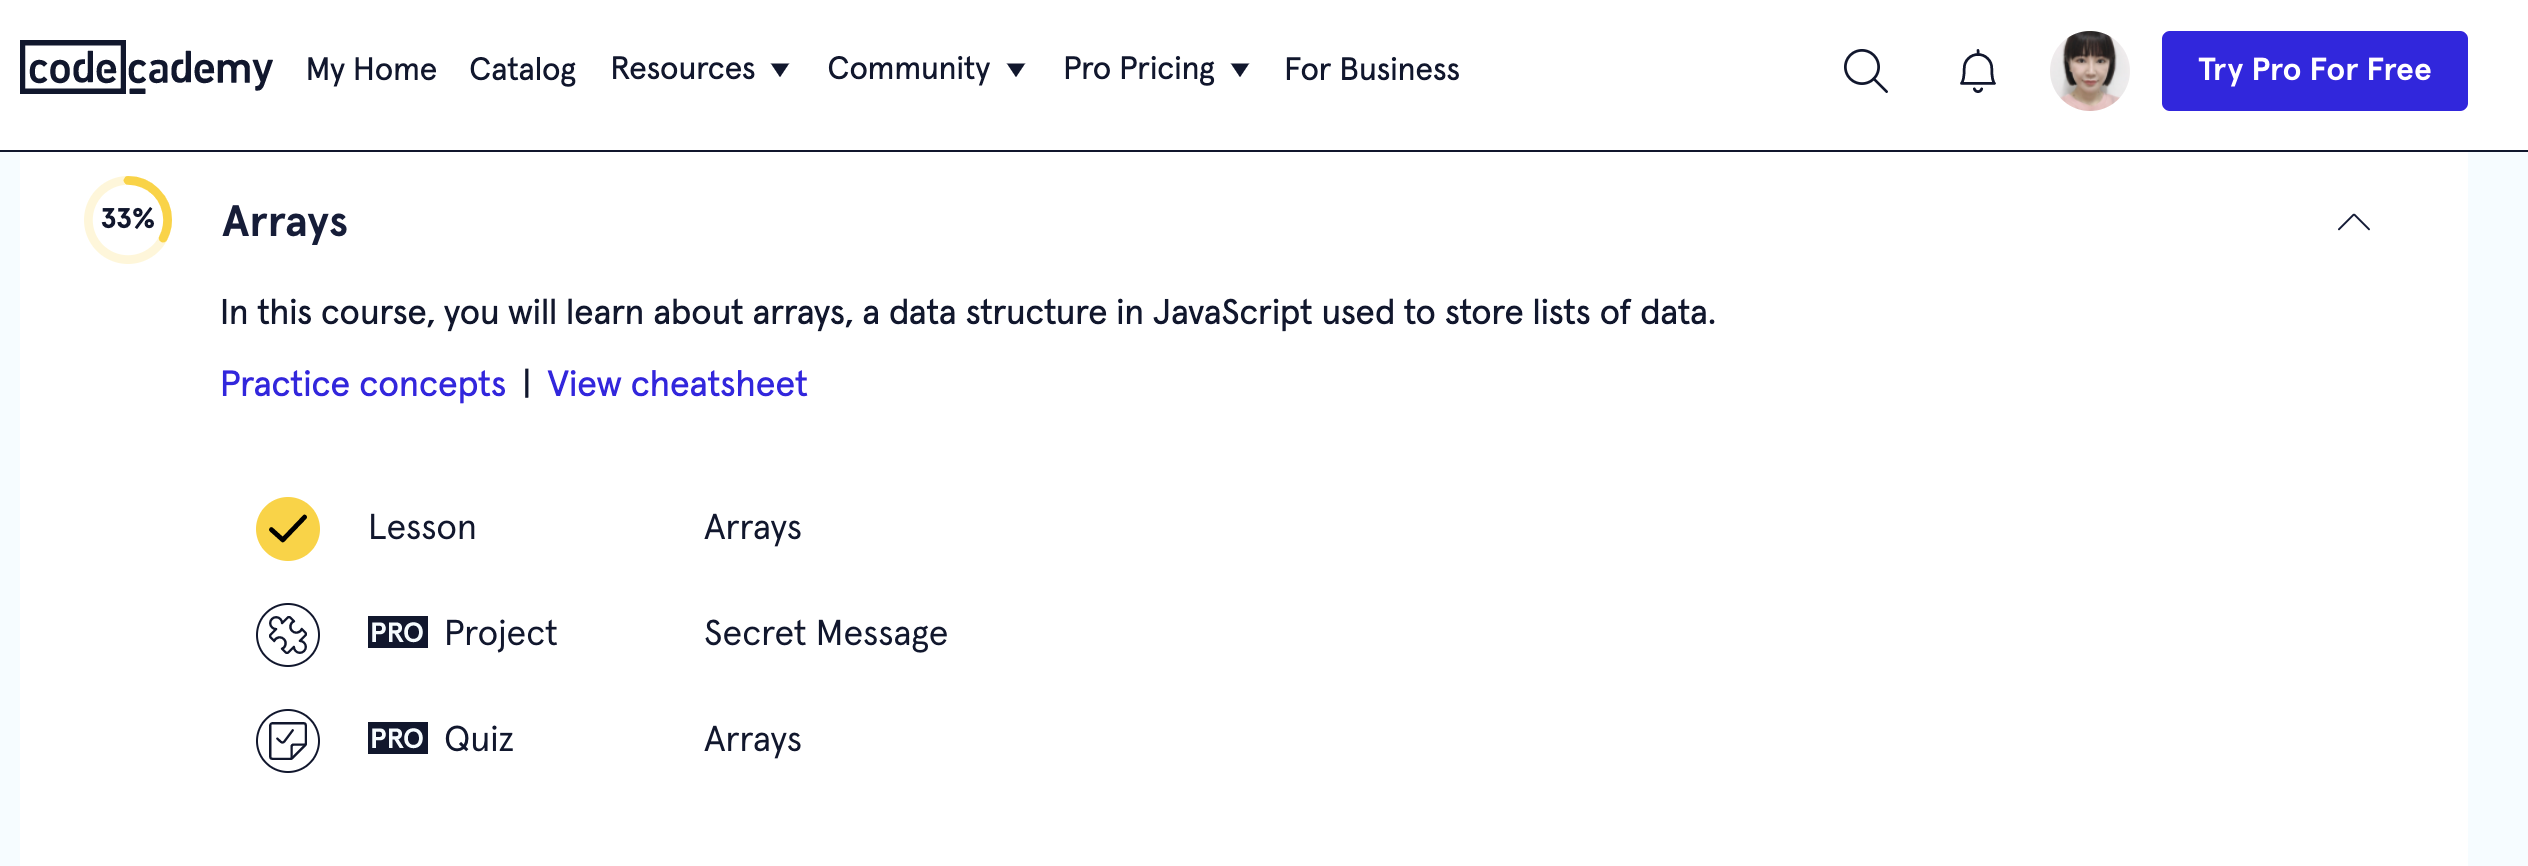 codecademy My Home Catalog Resources Community Pro Pricing For Business Try Pro For Free
33% Arrays
In this course, you will learn about arrays, a data structure in JavaScript used to store lists of data.
Practice concepts | View cheatsheet
Lesson Arrays
PRO Project Secret Message
PRO Quiz Arrays